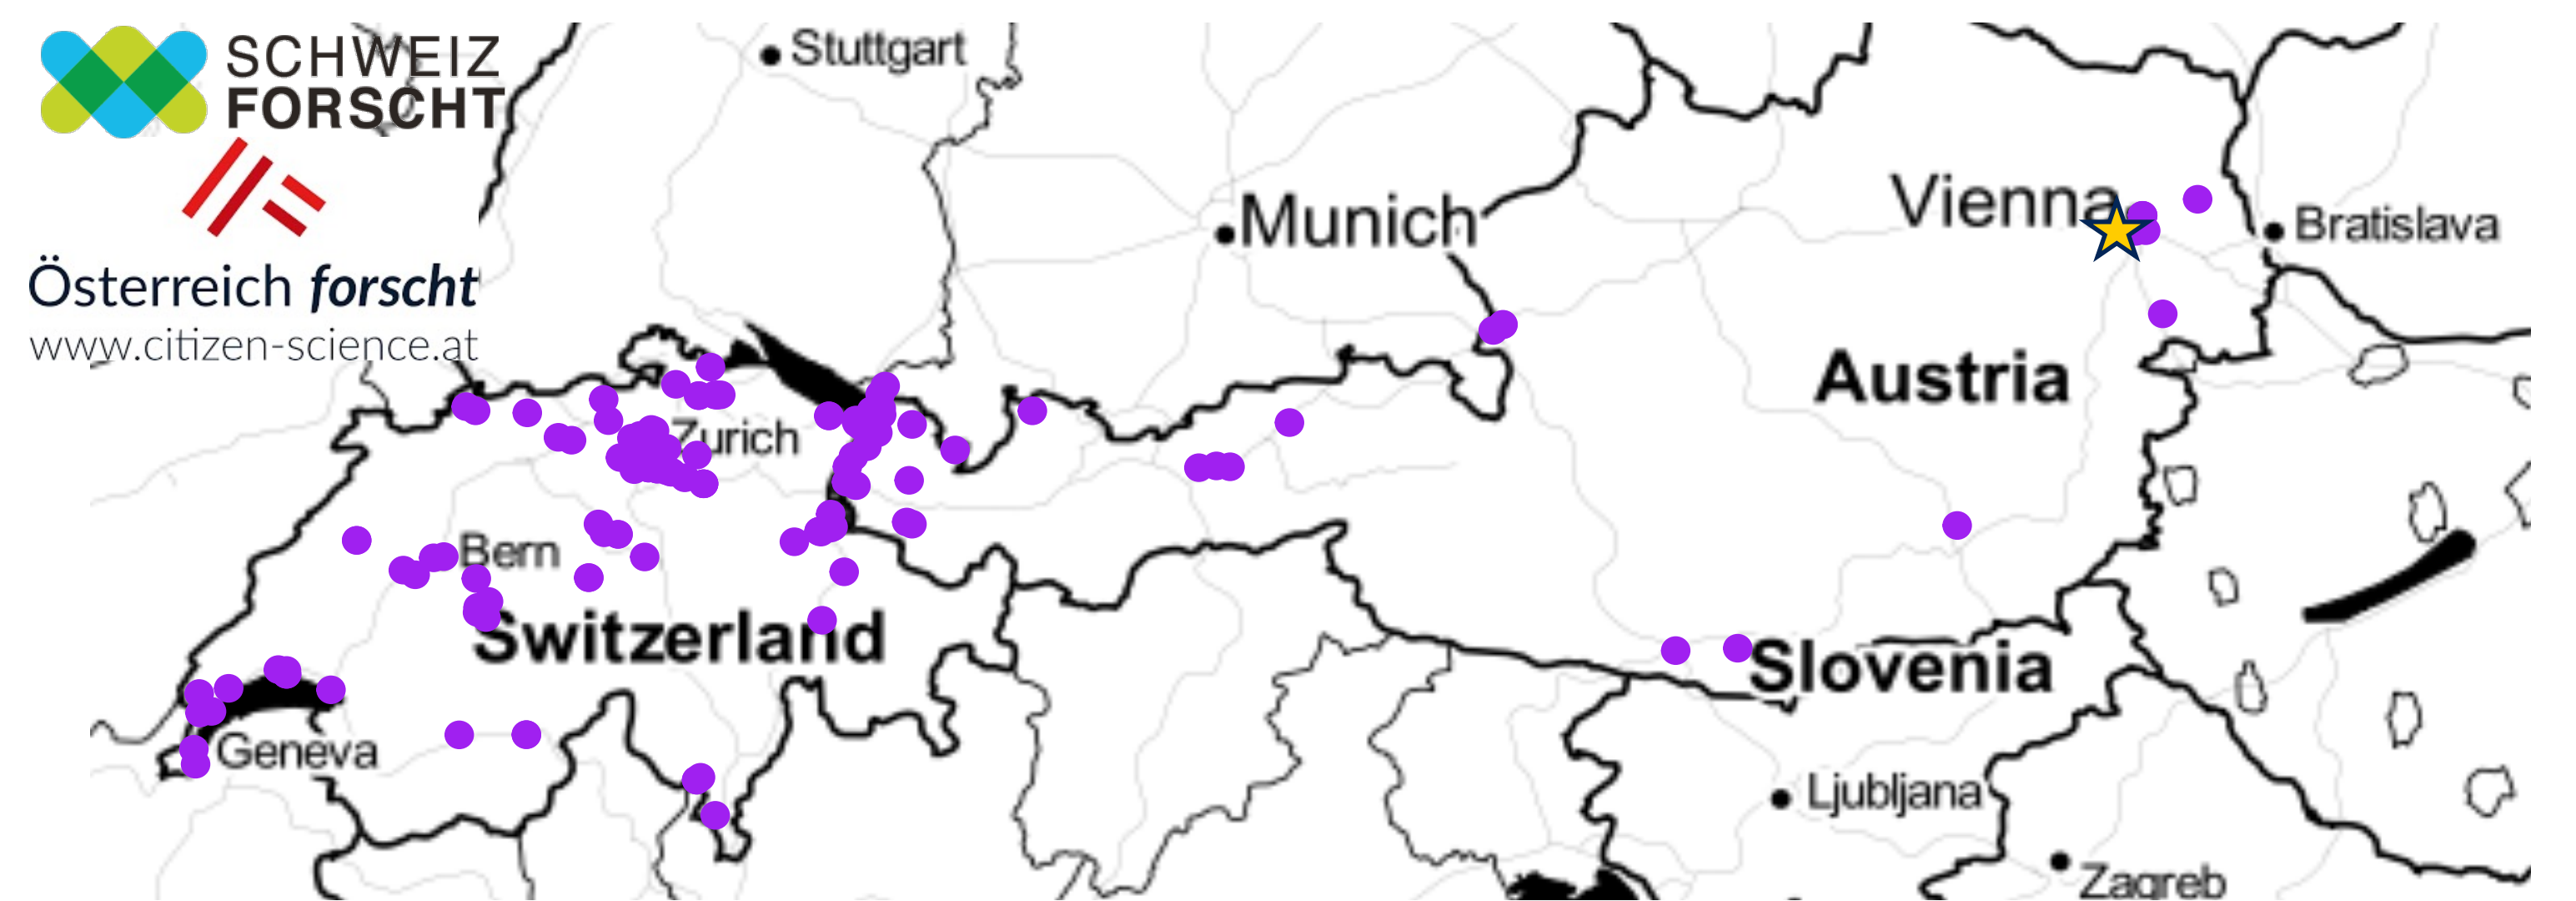 SCHWEIZ
FORSCHT
Österreich forscht
www.citizen-science.at
Stuttgart
Munich
Vienna
Bratislava
Austria
Zurich
Bern
Switzerland
Slovenia
Geneva
Ljubljana
Zagreb